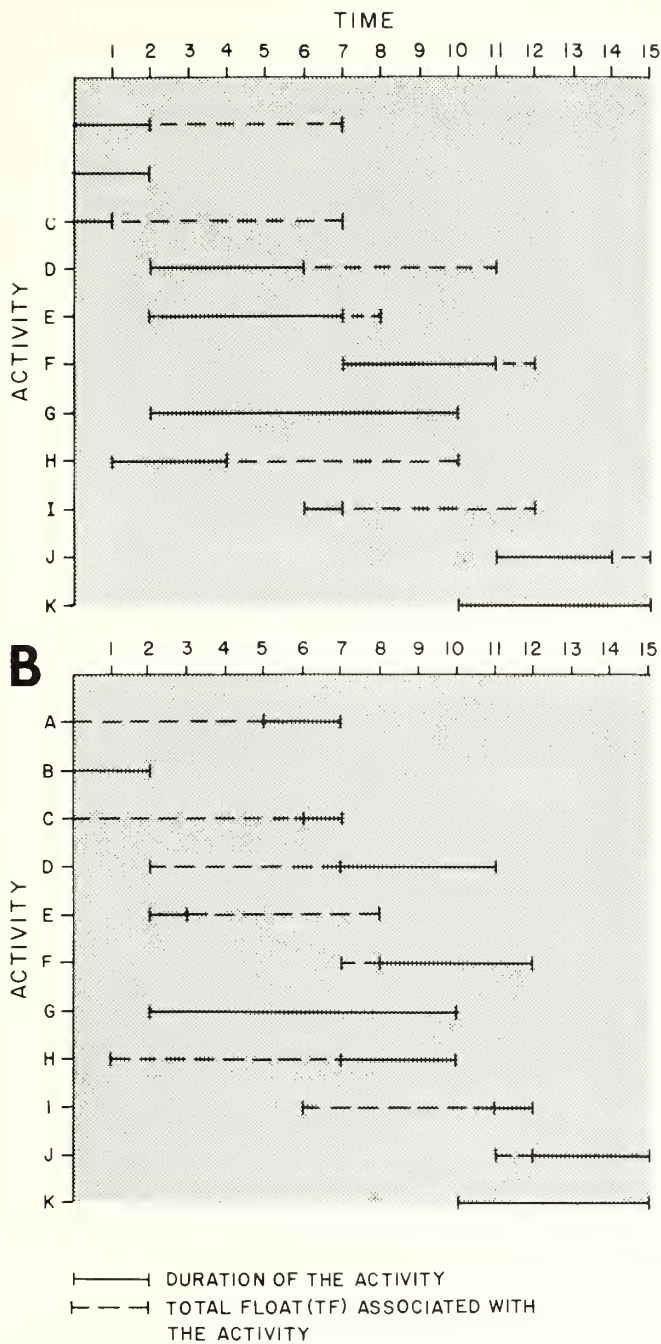 TIME
1 2 3 4 5 6 7 8 9 10 11 12 13 14 15
ACTIVITY
C
D
E
F
G
H
I
J
K
B
1 2 3 4 5 6 7 8 9 10 11 12 13 14 15
ACTIVITY
A
B
C
D
E
F
G
H
I
J
K
DURATION OF THE ACTIVITY
TOTAL FLOAT (TF) ASSOCIATED WITH
THE ACTIVITY